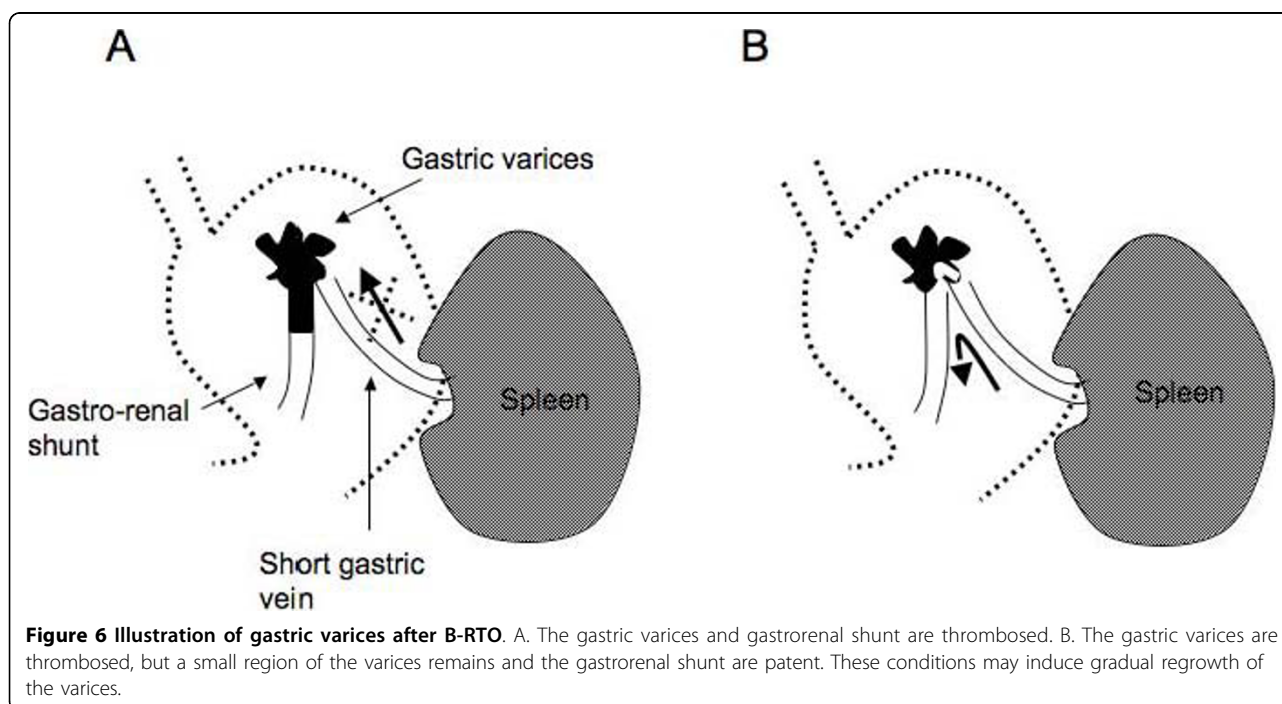 A
B
Gastric varices
Gastro-renal
shunt
Short gastric
vein
Spleen
Spleen
Figure 6 Illustration of gastric varices after B-RTO. A. The gastric varices and gastrorenal shunt are thrombosed. B. The gastric varices are
thrombosed, but a small region of the varices remains and the gastrorenal shunt are patent. These conditions may induce gradual regrowth of
the varices.